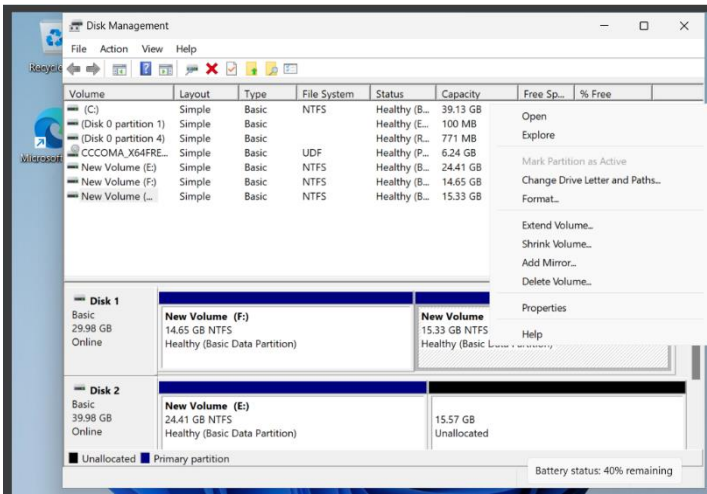 Disk Management
File Action View Help
Recycle
Microsoft
Volume Layout Type File System Status Capacity Free Sp... % Free
(C:) Simple Basic NTFS Healthy (B... 39.13 GB
(Disk 0 partition 1) Simple Basic Healthy (E... 100 MB
(Disk 0 partition 4) Simple Basic Healthy (R... 771 MB
CCCOMA_X64FRE... Simple Basic UDF Healthy (P... 6.24 GB
New Volume (E:) Simple Basic NTFS Healthy (B... 24.41 GB
New Volume (F:) Simple Basic NTFS Healthy (B... 14.65 GB
New Volume (... Simple Basic NTFS Healthy (B... 15.33 GB
Open
Explore
Mark Partition as Active
Change Drive Letter and Paths...
Format...
Extend Volume...
Shrink Volume...
Add Mirror...
Delete Volume...
Properties
Help
Disk 1
Basic
29.98 GB
Online
New Volume (F:)
14.65 GB NTFS
Healthy (Basic Data Partition)
New Volume
15.33 GB NTFS
Healthy (Basic
Disk 2
Basic
39.98 GB
Online
New Volume (E:)
24.41 GB NTFS
Healthy (Basic Data Partition)
15.57 GB
Unallocated
Unallocated Primary partition
Battery status: 40% remaining